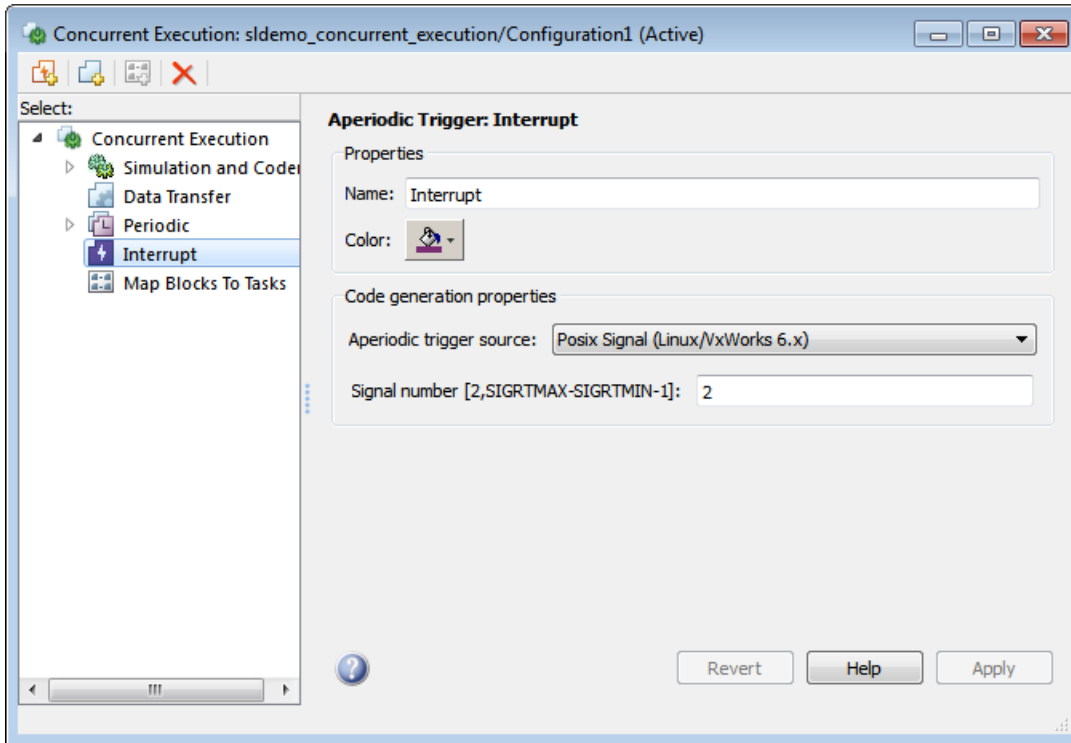 Concurrent Execution: sldemo_concurrent_execution/Configuration1 (Active)
Select:
Concurrent Execution
Simulation and Coder
Data Transfer
Periodic
Interrupt
Map Blocks To Tasks
Aperiodic Trigger: Interrupt
Properties
Name: Interrupt
Color:
Code generation properties
Aperiodic trigger source: Posix Signal (Linux/VxWorks 6.x)
Signal number [2,SIGRTMAX-SIGRTMIN-1]: 2
Revert Help Apply